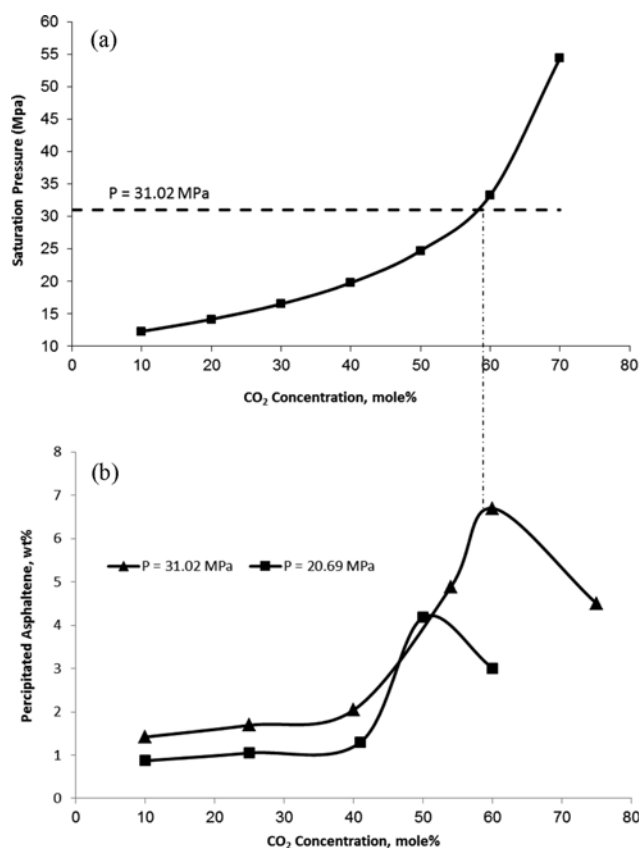 (a)
60
55
50
45
40
35
30
25
20
15
10
Saturation Pressure (Mpa)
P = 31.02 MPa
0 10 20 30 40 50 60 70 80
CO₂ Concentration, mole%
(b)
8
7
6
5
4
3
2
1
0
Percipitated Asphaltene, wt%
P = 31.02 MPa P = 20.69 MPa
0 10 20 30 40 50 60 70 80
CO₂ Concentration, mole%